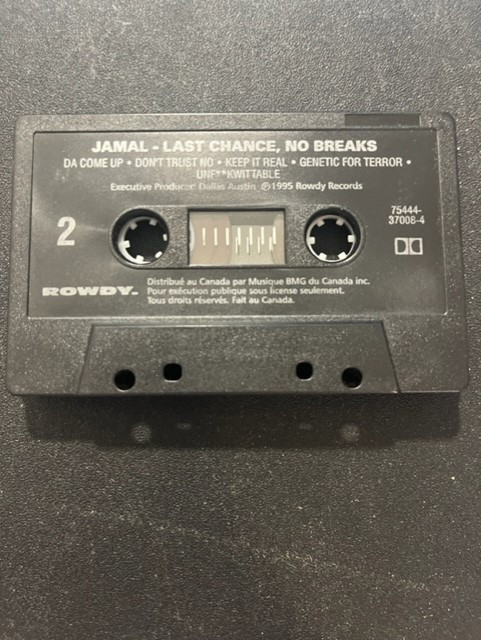 JAMAL - LAST CHANCE, NO BREAKS
DA COME UP • DON'T TRUST NO • KEEP IT REAL • GENETIC FOR TERROR •
UNF**KWITTABLE
Executive Producer: Dallas Austin ℗1995 Rowdy Records
2
75444-
37008-4
ROWDY™
Distribué au Canada par Musique BMG du Canada inc.
Pour exécution publique sous license seulement.
Tous droits réservés. Fait au Canada.